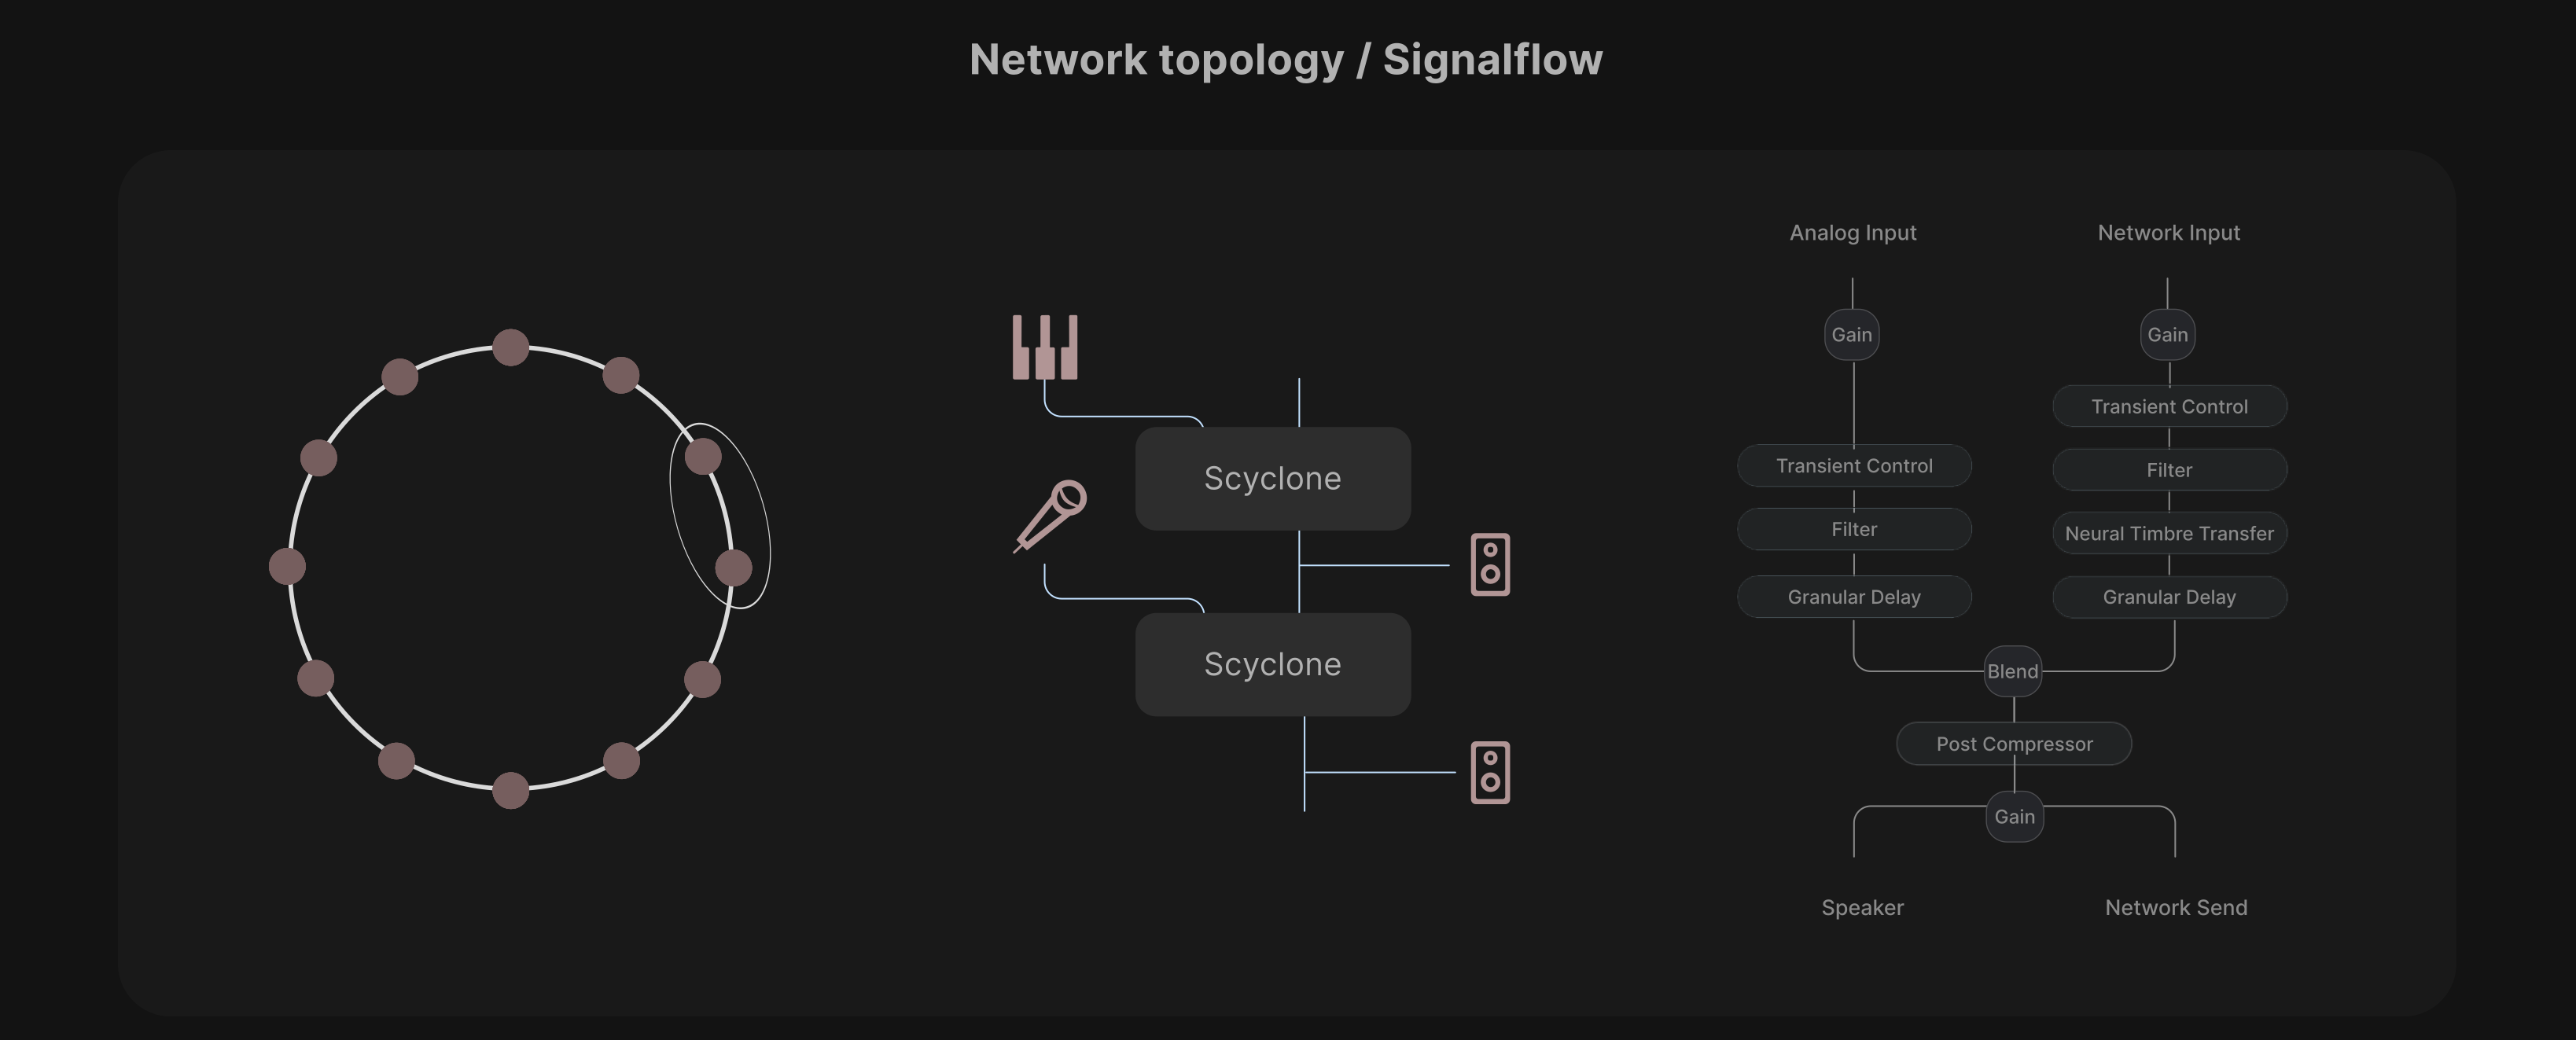 Network topology / Signalflow
Scyclone
Scyclone
Analog Input
Gain
Transient Control
Filter
Granular Delay
Network Input
Gain
Transient Control
Filter
Neural Timbre Transfer
Granular Delay
Blend
Post Compressor
Gain
Speaker
Network Send